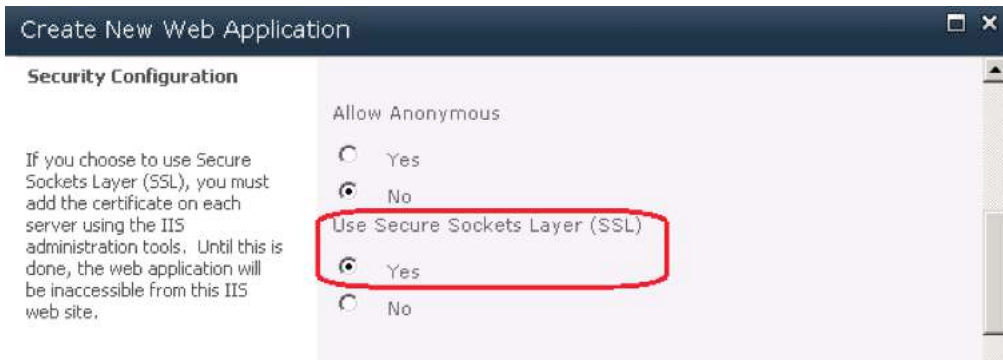 Create New Web Application
Security Configuration
If you choose to use Secure
Sockets Layer (SSL), you must
add the certificate on each
server using the IIS
administration tools. Until this is
done, the web application will
be inaccessible from this IIS
web site.
Allow Anonymous
Yes
No
Use Secure Sockets Layer (SSL)
Yes
No